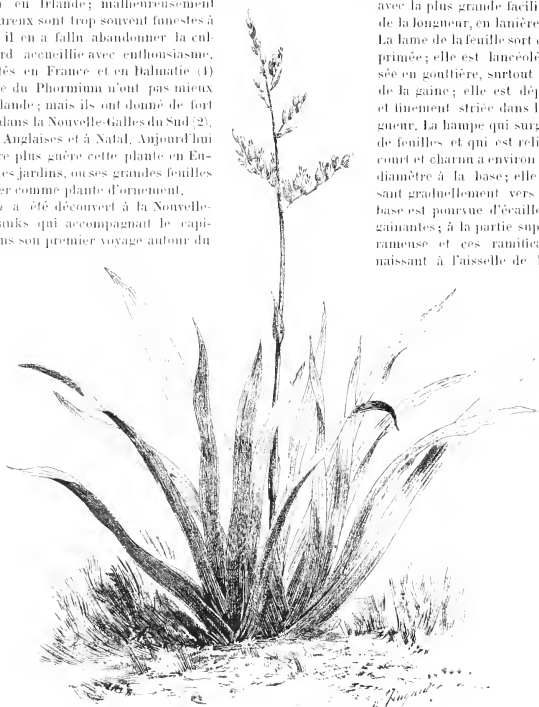 en Irlande; malheureusement
reux sont trop souvent funestes à
il en a fallu abandonner la cul-
rd accueillie avec enthousiasme.
tés en France et en Dalmatie (1)
e du Phormium n'ont pas mieux
lande; mais ils ont donné de fort
dans la Nouvelle-Galles du Sud (2),
Anglaises et à Natal. Aujourd'hui
re plus guère cette plante en Eu-
les jardins, où ses grandes feuilles
er comme plante d'ornement.
a été découvert à la Nouvelle-
anks qui accompagnait le capi-
ns son premier voyage autour du
avec la plus grande facili
de la longueur, en lanière
La lame de la feuille sort d
primée; elle est lancéolé
sée en gouttière, surtout
de la gaine; elle est dép
et finement striée dans l
gueur. La hampe qui surg
de feuilles et qui est reli
court et charnu a environ
diamètre à la base; elle
sant graduellement vers
base est pourvue d'écaille
gainantes; à la partie sup
rameuse et ces ramifica
naissant à l'aisselle de